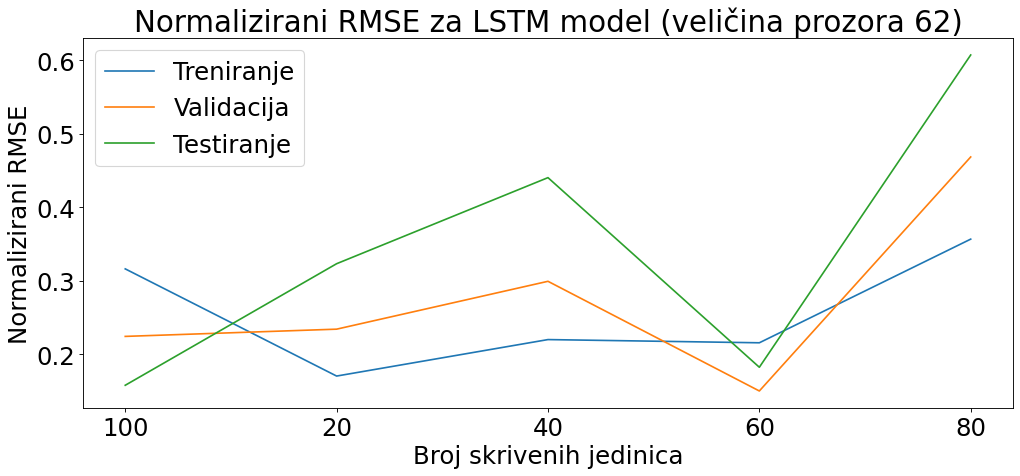 Normalizirani RMSE za LSTM model (veličina prozora 62)
Treniranje
Validacija
Testiranje
Normalizirani RMSE
0.6
0.5
0.4
0.3
0.2
100 20 40 60 80
Broj skrivenih jedinica